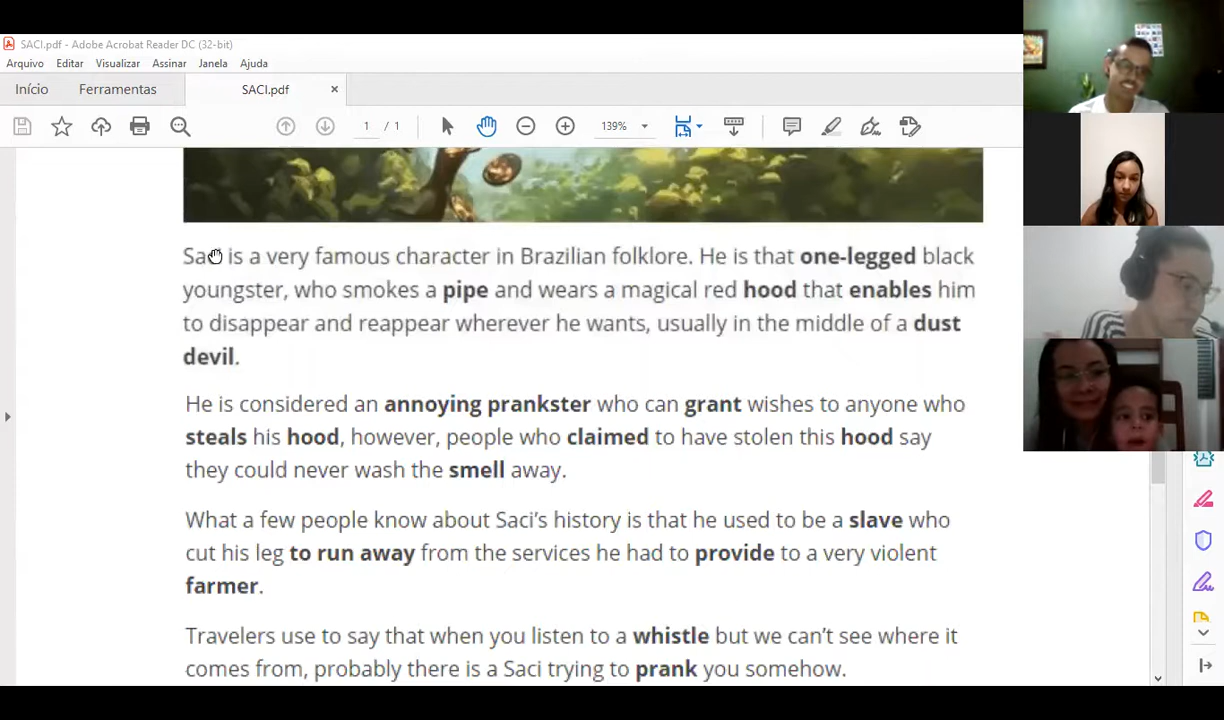 SACI.pdf - Adobe Acrobat Reader DC (32-bit)
Arquivo Editar Visualizar Assinar Janela Ajuda
Início Ferramentas SACI.pdf ×
1 / 1 139%
Saci is a very famous character in Brazilian folklore. He is that one-legged black
youngster, who smokes a pipe and wears a magical red hood that enables him
to disappear and reappear wherever he wants, usually in the middle of a dust
devil.
He is considered an annoying prankster who can grant wishes to anyone who
steals his hood, however, people who claimed to have stolen this hood say
they could never wash the smell away.
What a few people know about Saci's history is that he used to be a slave who
cut his leg to run away from the services he had to provide to a very violent
farmer.
Travelers use to say that when you listen to a whistle but we can't see where it
comes from, probably there is a Saci trying to prank you somehow.